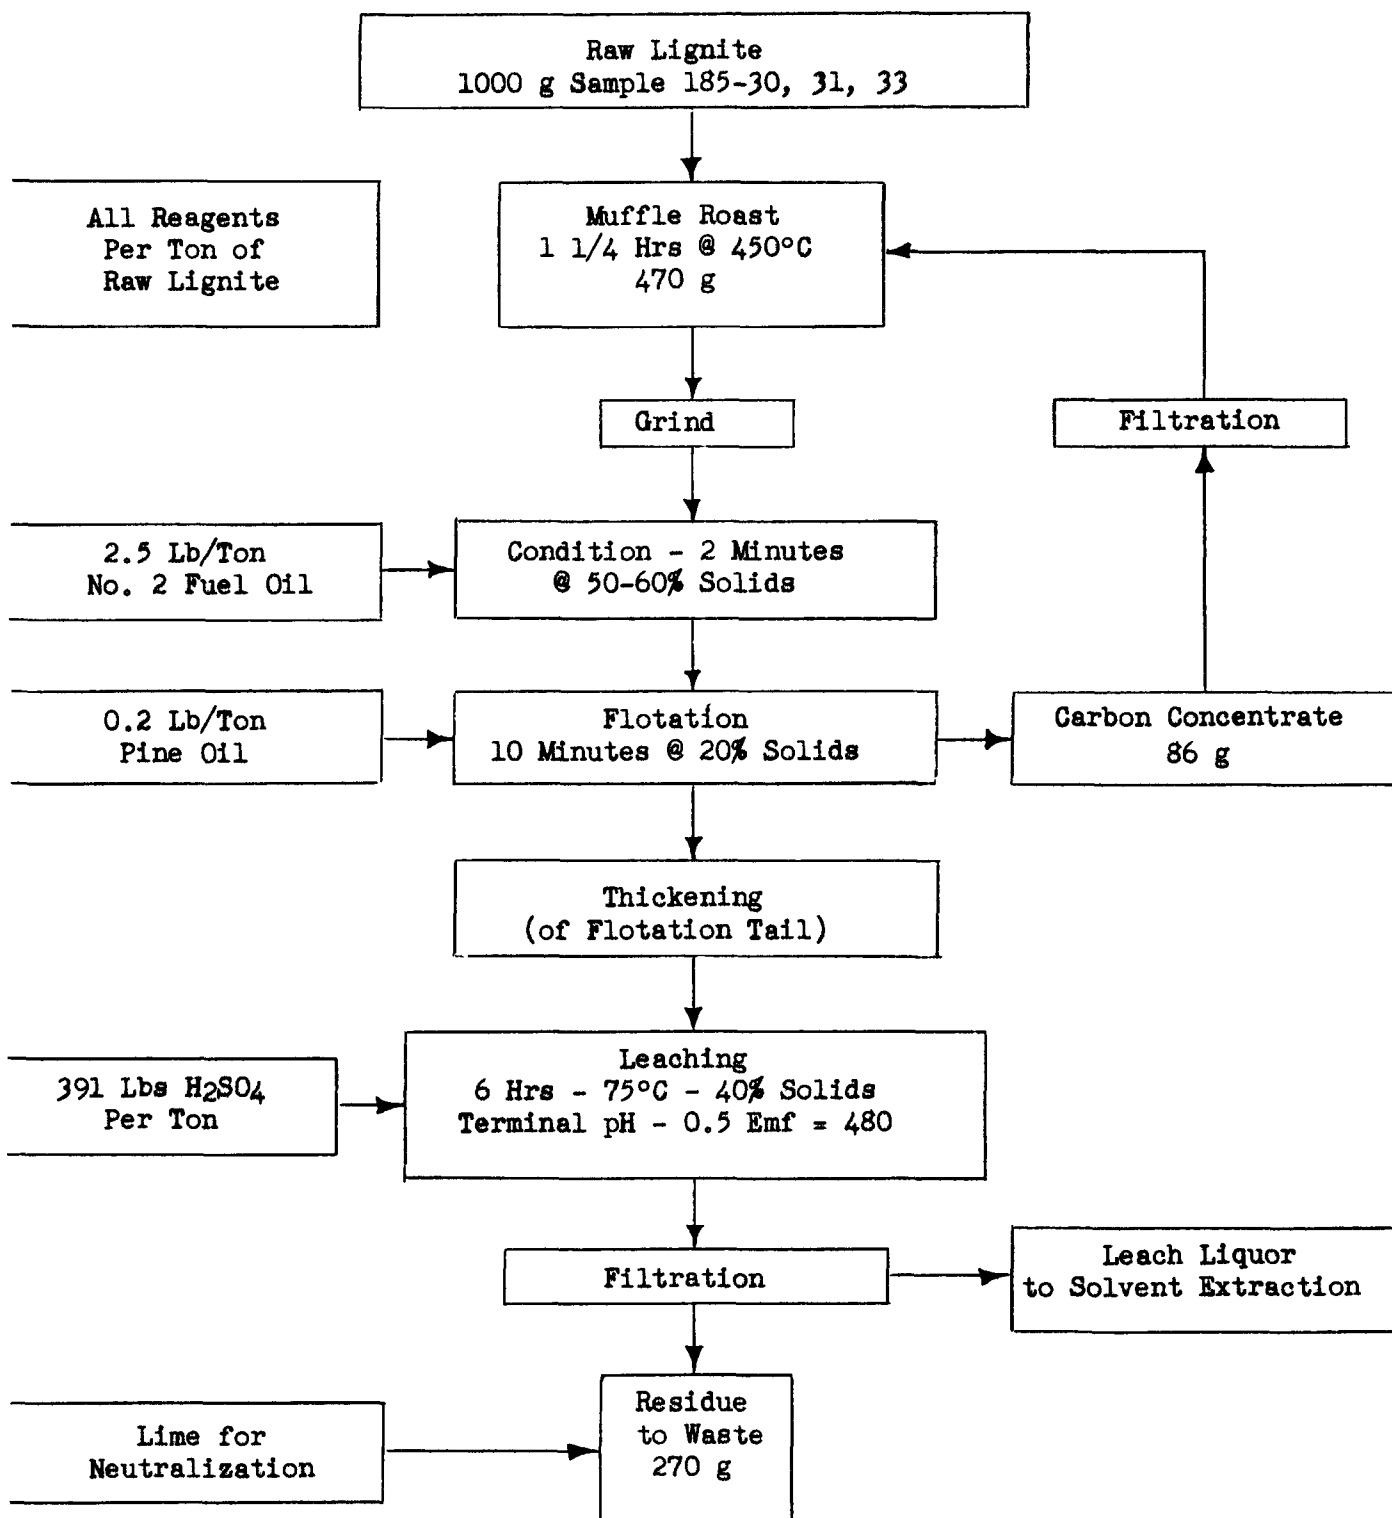 Raw Lignite
1000 g Sample 185-30, 31, 33
All Reagents
Per Ton of
Raw Lignite
Muffle Roast
1 1/4 Hrs @ 450°C
470 g
Grind
Filtration
2.5 Lb/Ton
No. 2 Fuel Oil
Condition - 2 Minutes
@ 50-60% Solids
0.2 Lb/Ton
Pine Oil
Flotation
10 Minutes @ 20% Solids
Carbon Concentrate
86 g
Thickening
(of Flotation Tail)
391 Lbs H2SO4
Per Ton
Leaching
6 Hrs - 75°C - 40% Solids
Terminal pH - 0.5 Emf = 480
Filtration
Leach Liquor
to Solvent Extraction
Lime for
Neutralization
Residue
to Waste
270 g